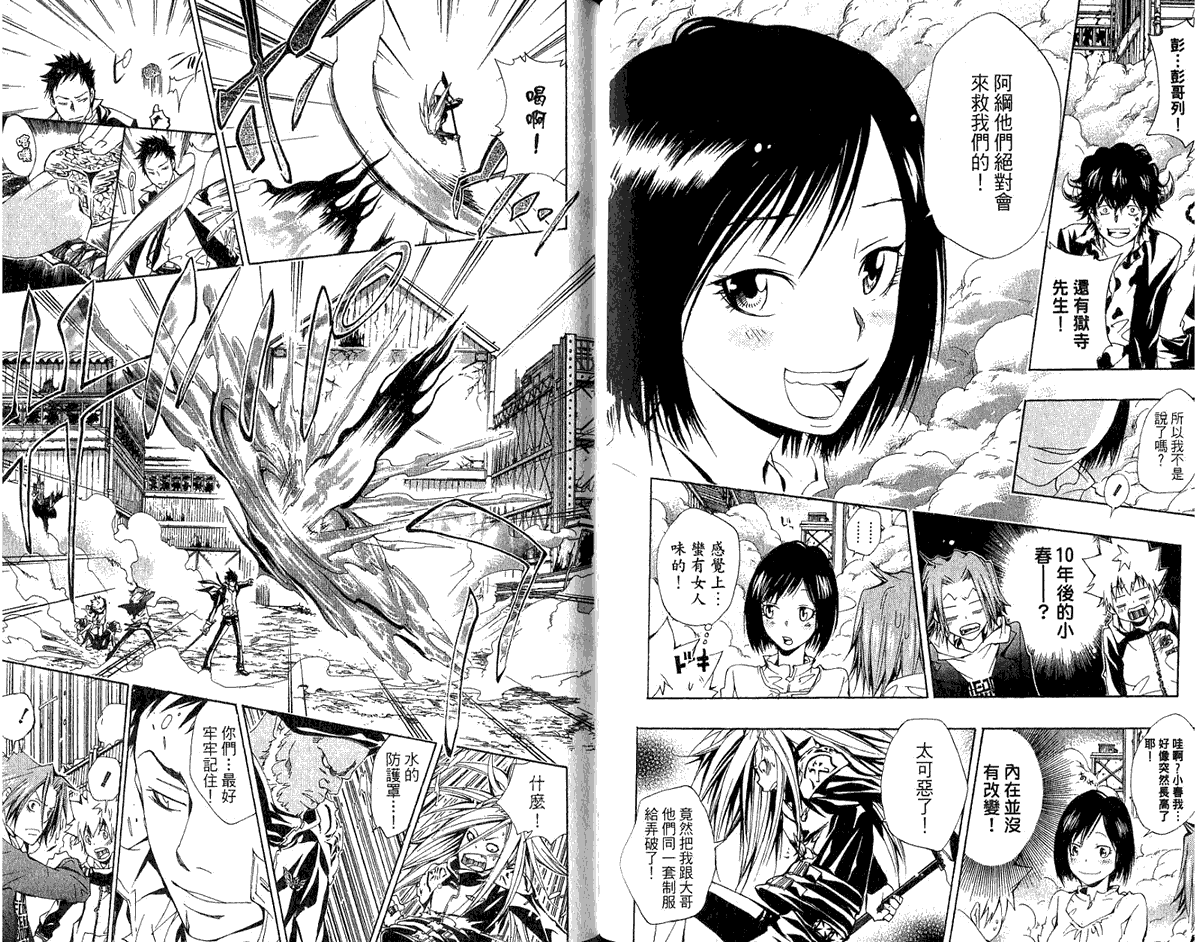 彭…彭哥列！
還有獄寺
先生！
阿綱他們絕對會
來救我們的！
所以我不是
說了嗎？
10年後的小
春——？
……
感覺上…
蠻有女人
味的！
ドキ
哇啊？小春我…
好像突然長高了
耶！
內在並沒
有改變！
太可惡了！
竟然把我跟大哥
他們同一套制服
給弄破了！
喝啊！
什麼！
水的
防護罩……！
你們…最好
牢牢記住！
！